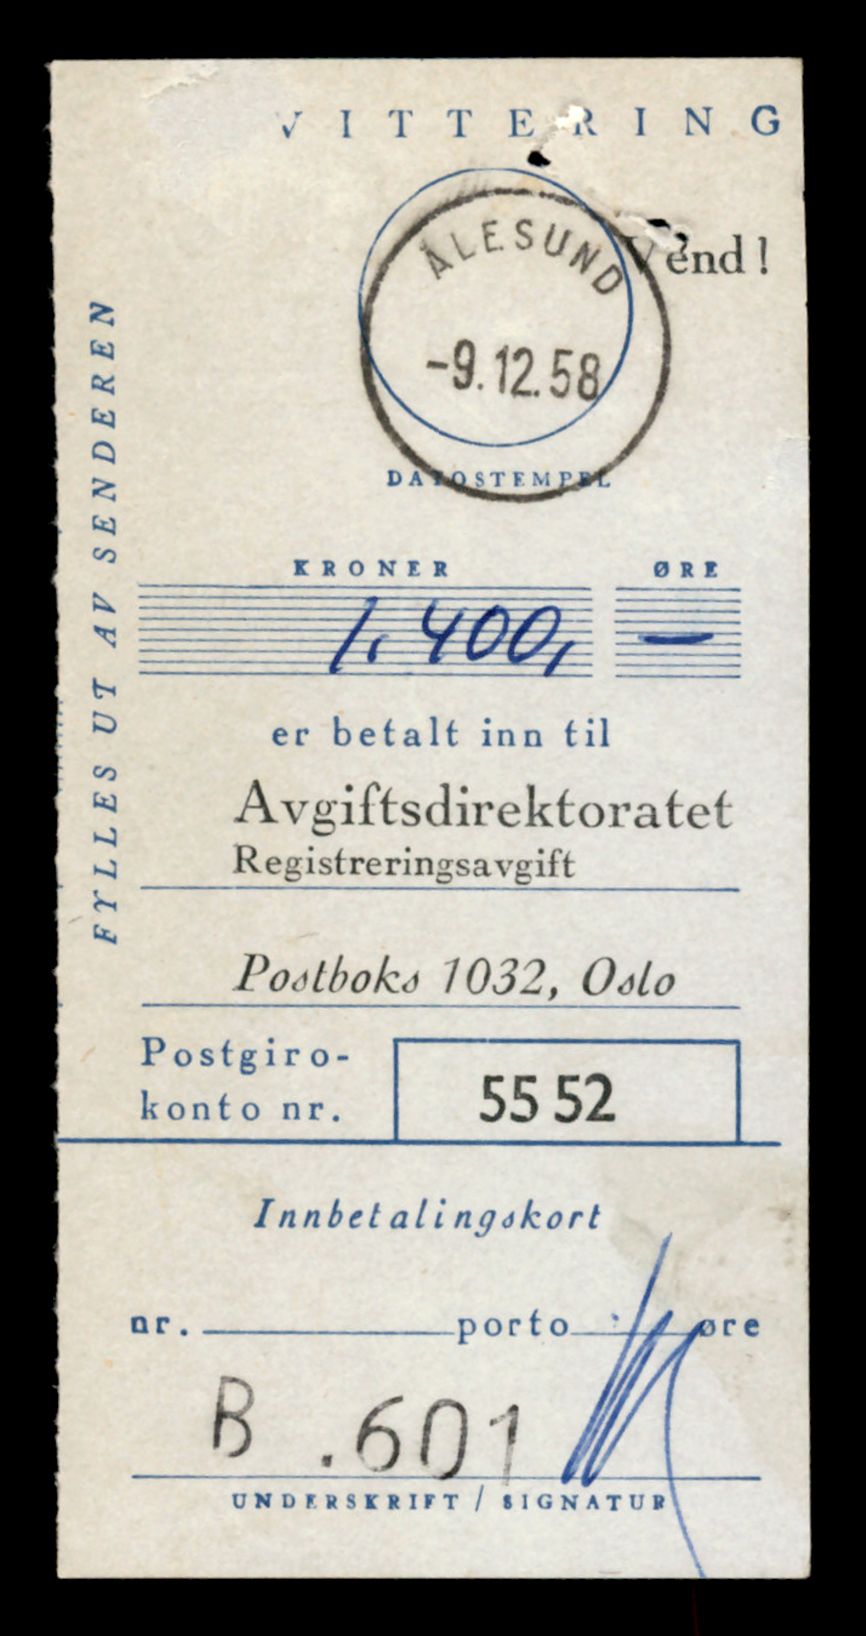 VITTERING
ÅLESUND
Vend!
-9.12.58
DATOSTEMPEL
FYLLES UT AV SENDEREN
KRONER ØRE
1.400, —
er betalt inn til
Avgiftsdirektoratet
Registreringsavgift
Postboks 1032, Oslo
Postgiro-
konto nr. 55 52
Innbetalingskort
nr. porto øre
B .601
UNDERSKRIFT / SIGNATUR